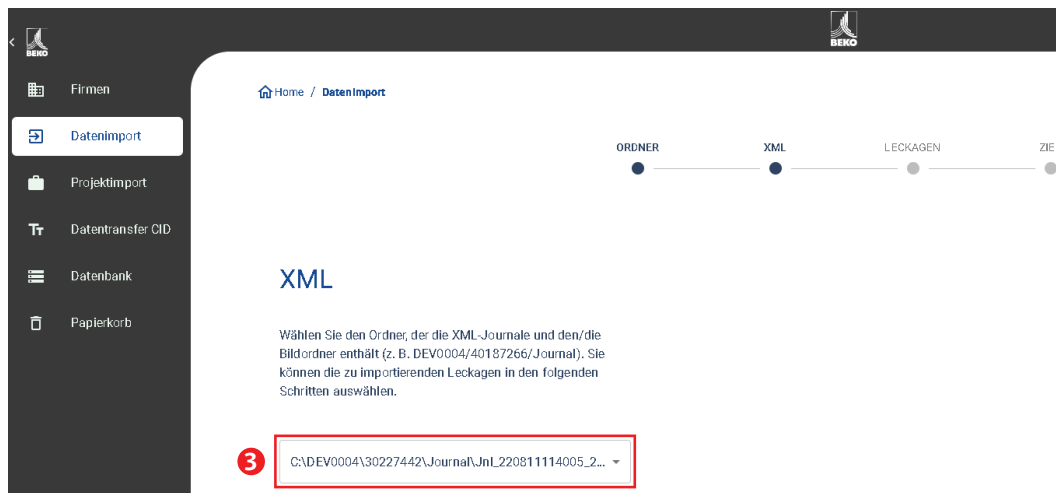 BEKO
BEKO
Firmen
Datenimport
Projektimport
Datentransfer CID
Datenbank
Papierkorb
Home / Datenimport
ORDNER XML LECKAGEN ZIE
XML
Wählen Sie den Ordner, der die XML-Journale und den/die
Bildordner enthält (z. B. DEV0004/40187266/Journal). Sie
können die zu importierenden Leckagen in den folgenden
Schritten auswählen.
3
C:\DEV0004\30227442\Journal\Jnl_220811114005_2...